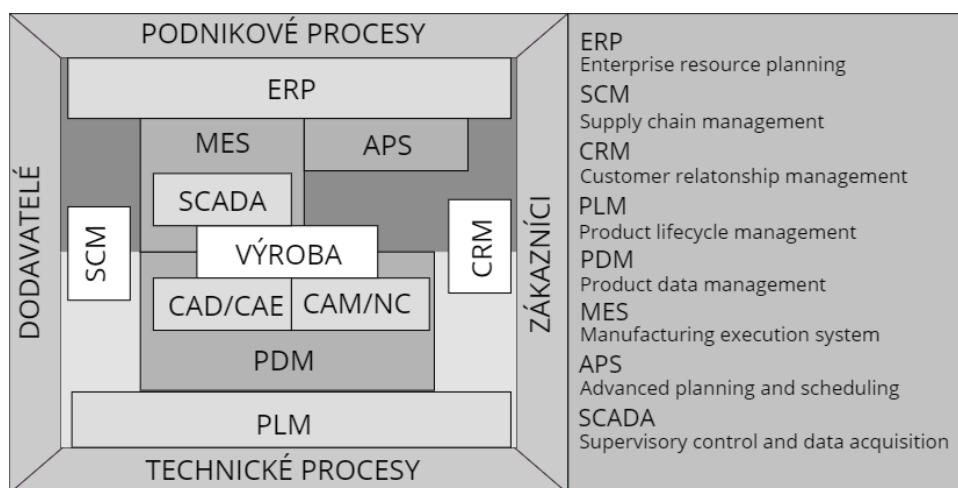 PODNIKOVÉ PROCESY
ERP
MES
APS
SCADA
DODAVATELÉ
SCM
VÝROBA
CRM
ZÁKAZNÍCI
CAD/CAE
CAM/NC
PDM
PLM
TECHNICKÉ PROCESY
ERP
Enterprise resource planning
SCM
Supply chain management
CRM
Customer relatonship management
PLM
Product lifecycle management
PDM
Product data management
MES
Manufacturing execution system
APS
Advanced planning and scheduling
SCADA
Supervisory control and data acquisition